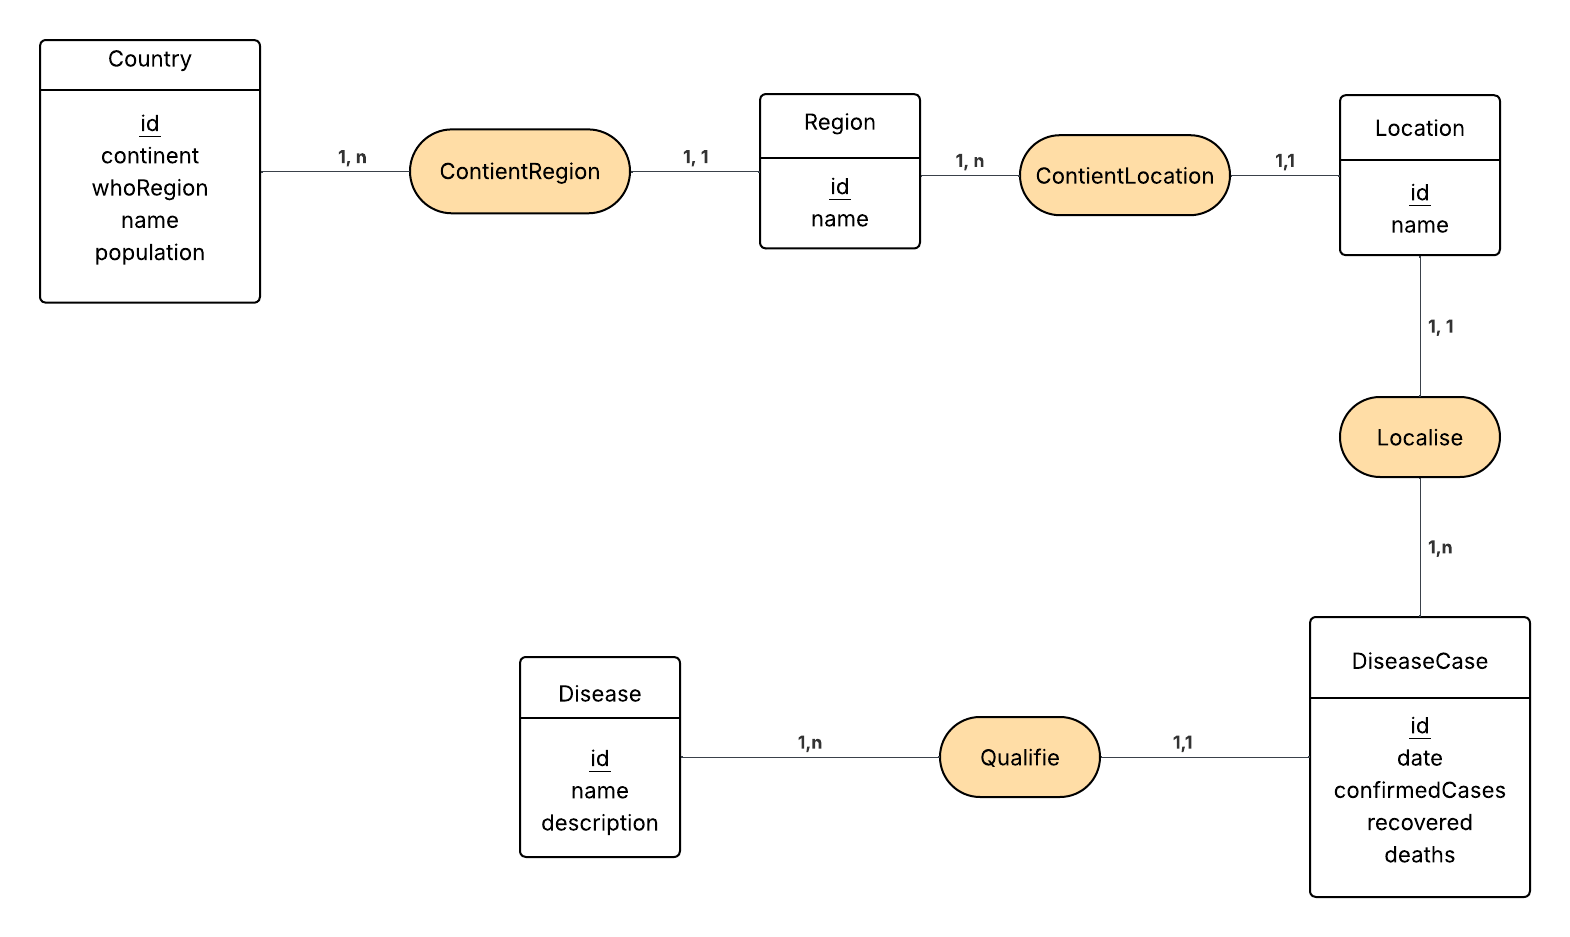 Country
id
continent
whoRegion
name
population
1, n
ContientRegion
1, 1
Region
id
name
1, n
ContientLocation
1,1
Location
id
name
1, 1
Localise
1,n
DiseaseCase
id
date
confirmedCases
recovered
deaths
1,1
Qualifie
1,n
Disease
id
name
description